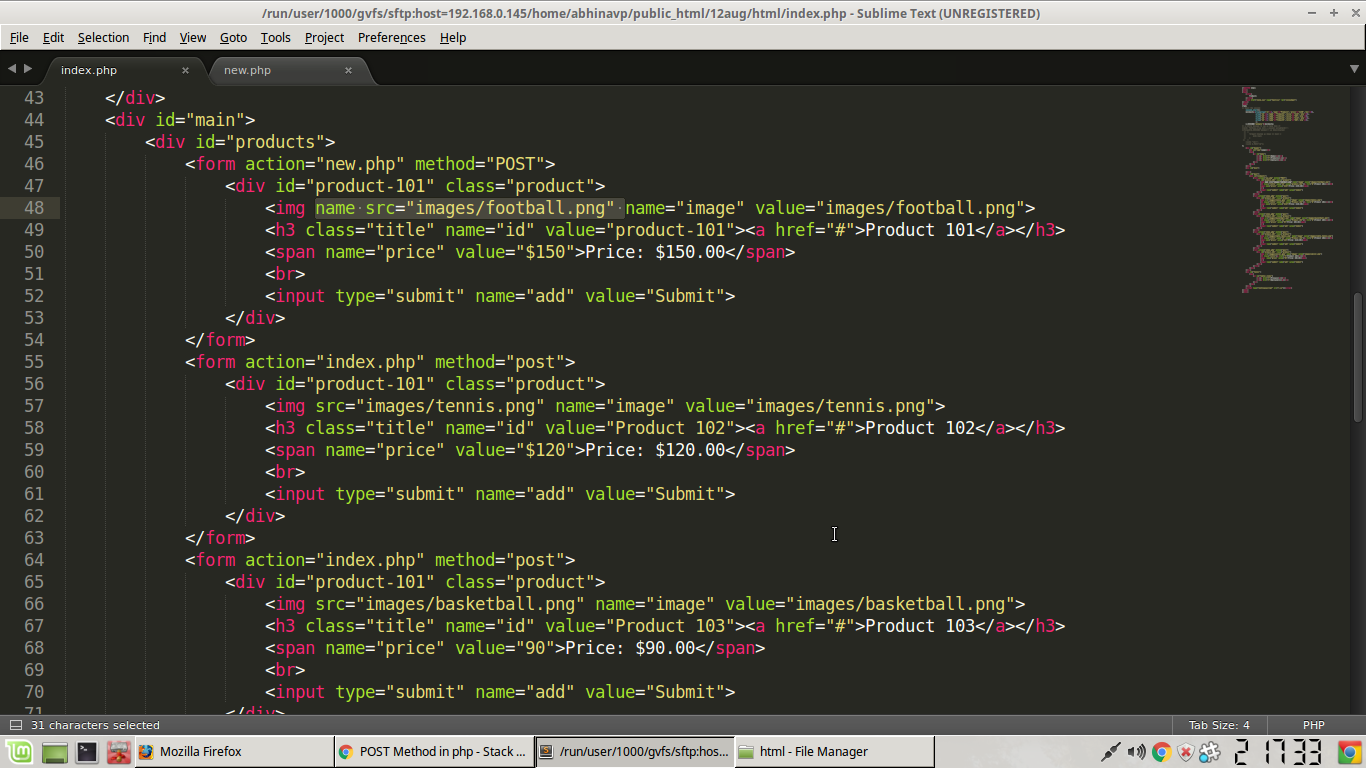 /run/user/1000/gvfs/sftp:host=192.168.0.145/home/abhinavp/public_html/12aug/html/index.php - Sublime Text (UNREGISTERED)
File Edit Selection Find View Goto Tools Project Preferences Help
index.php × new.php ×
43 </div>
44 <div id="main">
45 <div id="products">
46 <form action="new.php" method="POST">
47 <div id="product-101" class="product">
48 <img name src="images/football.png" name="image" value="images/football.png">
49 <h3 class="title" name="id" value="product-101"><a href="#">Product 101</a></h3>
50 <span name="price" value="$150">Price: $150.00</span>
51 <br>
52 <input type="submit" name="add" value="Submit">
53 </div>
54 </form>
55 <form action="index.php" method="post">
56 <div id="product-101" class="product">
57 <img src="images/tennis.png" name="image" value="images/tennis.png">
58 <h3 class="title" name="id" value="Product 102"><a href="#">Product 102</a></h3>
59 <span name="price" value="$120">Price: $120.00</span>
60 <br>
61 <input type="submit" name="add" value="Submit">
62 </div>
63 </form>
64 <form action="index.php" method="post">
65 <div id="product-101" class="product">
66 <img src="images/basketball.png" name="image" value="images/basketball.png">
67 <h3 class="title" name="id" value="Product 103"><a href="#">Product 103</a></h3>
68 <span name="price" value="90">Price: $90.00</span>
69 <br>
70 <input type="submit" name="add" value="Submit">
71 </div>
31 characters selected Tab Size: 4 PHP
Mozilla Firefox POST Method in php - Stack ... /run/user/1000/gvfs/sftp:hos... html - File Manager 2 17 33